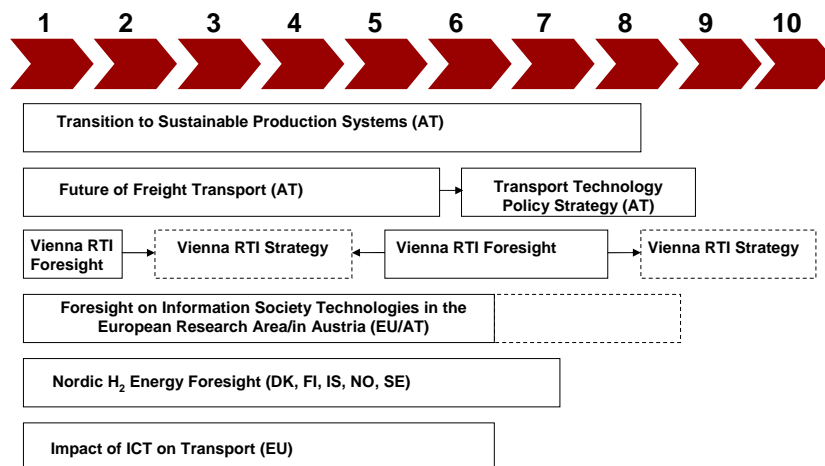 1 2 3 4 5 6 7 8 9 10
Transition to Sustainable Production Systems (AT)
Future of Freight Transport (AT)
Transport Technology
Policy Strategy (AT)
Vienna RTI
Foresight
Vienna RTI Strategy
Vienna RTI Foresight
Vienna RTI Strategy
Foresight on Information Society Technologies in the
European Research Area/in Austria (EU/AT)
Nordic H₂ Energy Foresight (DK, FI, IS, NO, SE)
Impact of ICT on Transport (EU)